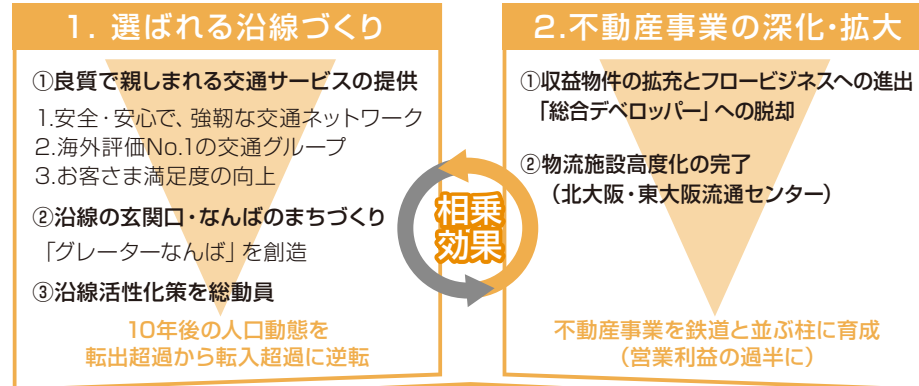 1. 選ばれる沿線づくり
①良質で親しまれる交通サービスの提供
1.安全・安心で、強靭な交通ネットワーク
2.海外評価No.1の交通グループ
3.お客さま満足度の向上
②沿線の玄関口・なんばのまちづくり
「グレーターなんば」を創造
③沿線活性化策を総動員
10年後の人口動態を
転出超過から転入超過に逆転
相乗
効果
2.不動産事業の深化・拡大
①収益物件の拡充とフロービジネスへの進出
「総合デベロッパー」への脱却
②物流施設高度化の完了
（北大阪・東大阪流通センター）
不動産事業を鉄道と並ぶ柱に育成
（営業利益の過半に）